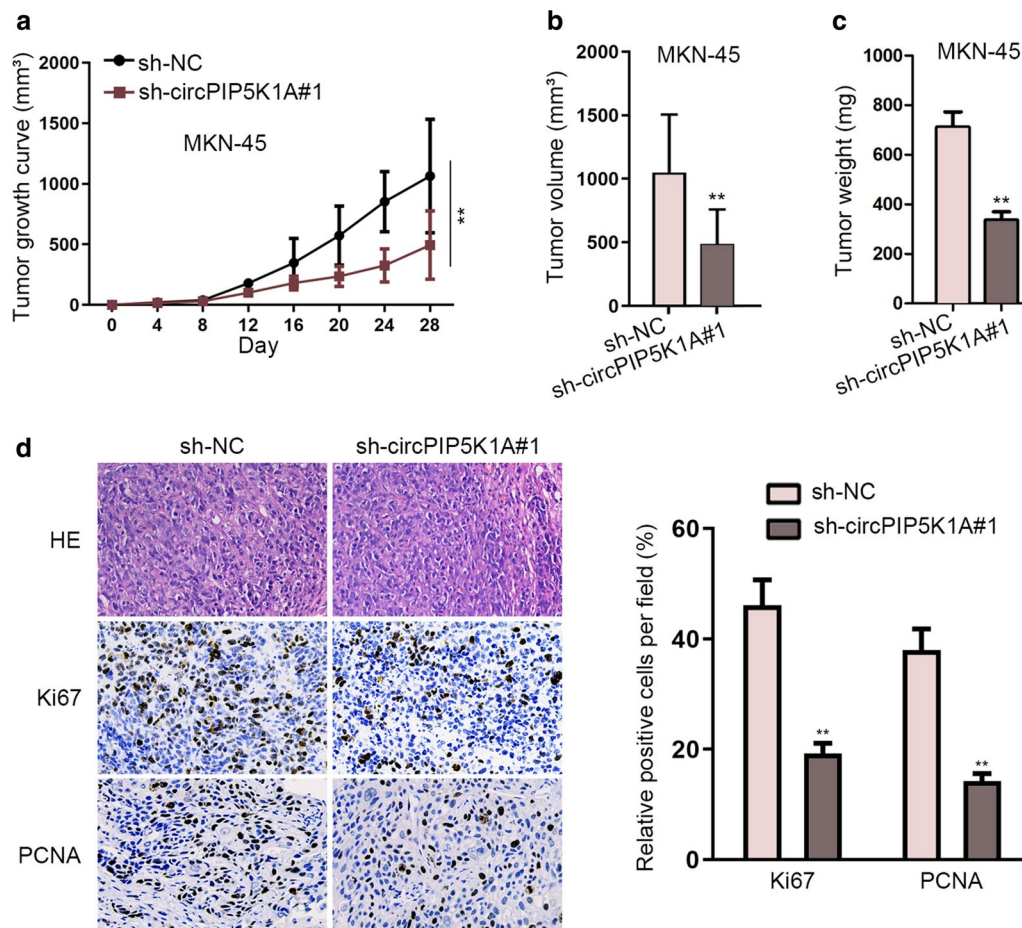 a
Tumor growth curve (mm³)
2000
1500
1000
500
0
sh-NC
sh-circPIP5K1A#1
MKN-45
**
0 4 8 12 16 20 24 28
Day
b
Tumor volume (mm³)
2000
1500
1000
500
0
MKN-45
**
sh-NC
sh-circPIP5K1A#1
c
Tumor weight (mg)
1000
800
600
400
200
0
MKN-45
**
sh-NC
sh-circPIP5K1A#1
d
sh-NC sh-circPIP5K1A#1
HE
Ki67
PCNA
Relative positive cells per field (%)
60
40
20
0
sh-NC
sh-circPIP5K1A#1
**
**
Ki67 PCNA